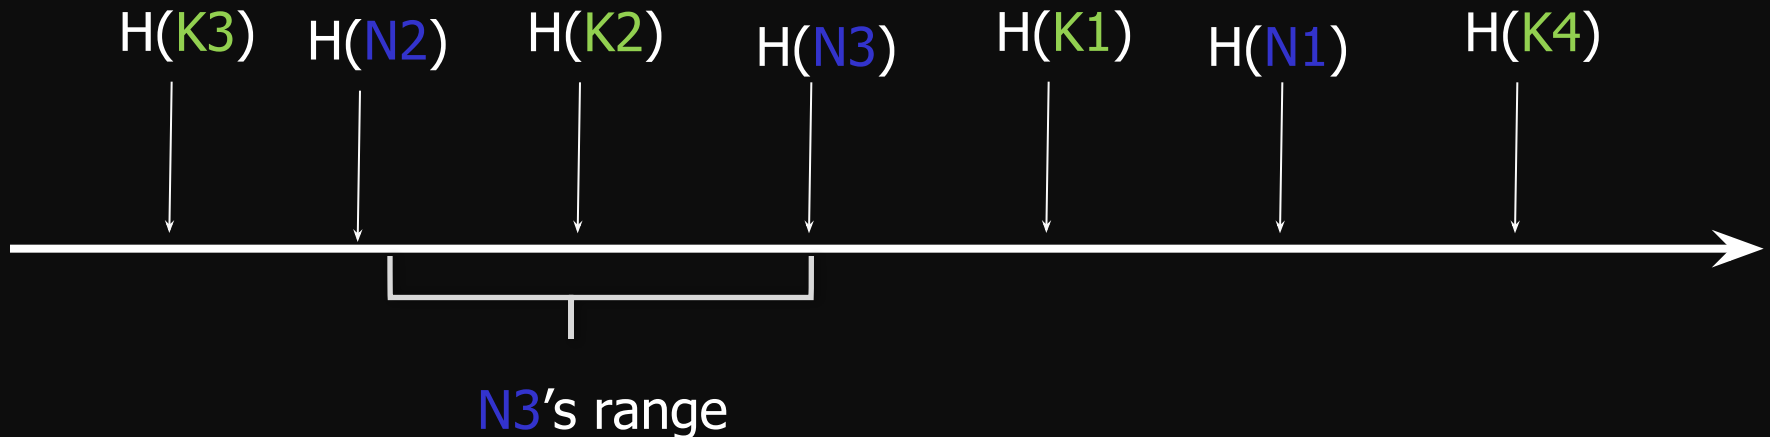 H(K3) H(N2) H(K2) H(N3) H(K1) H(N1) H(K4)
N3’s range